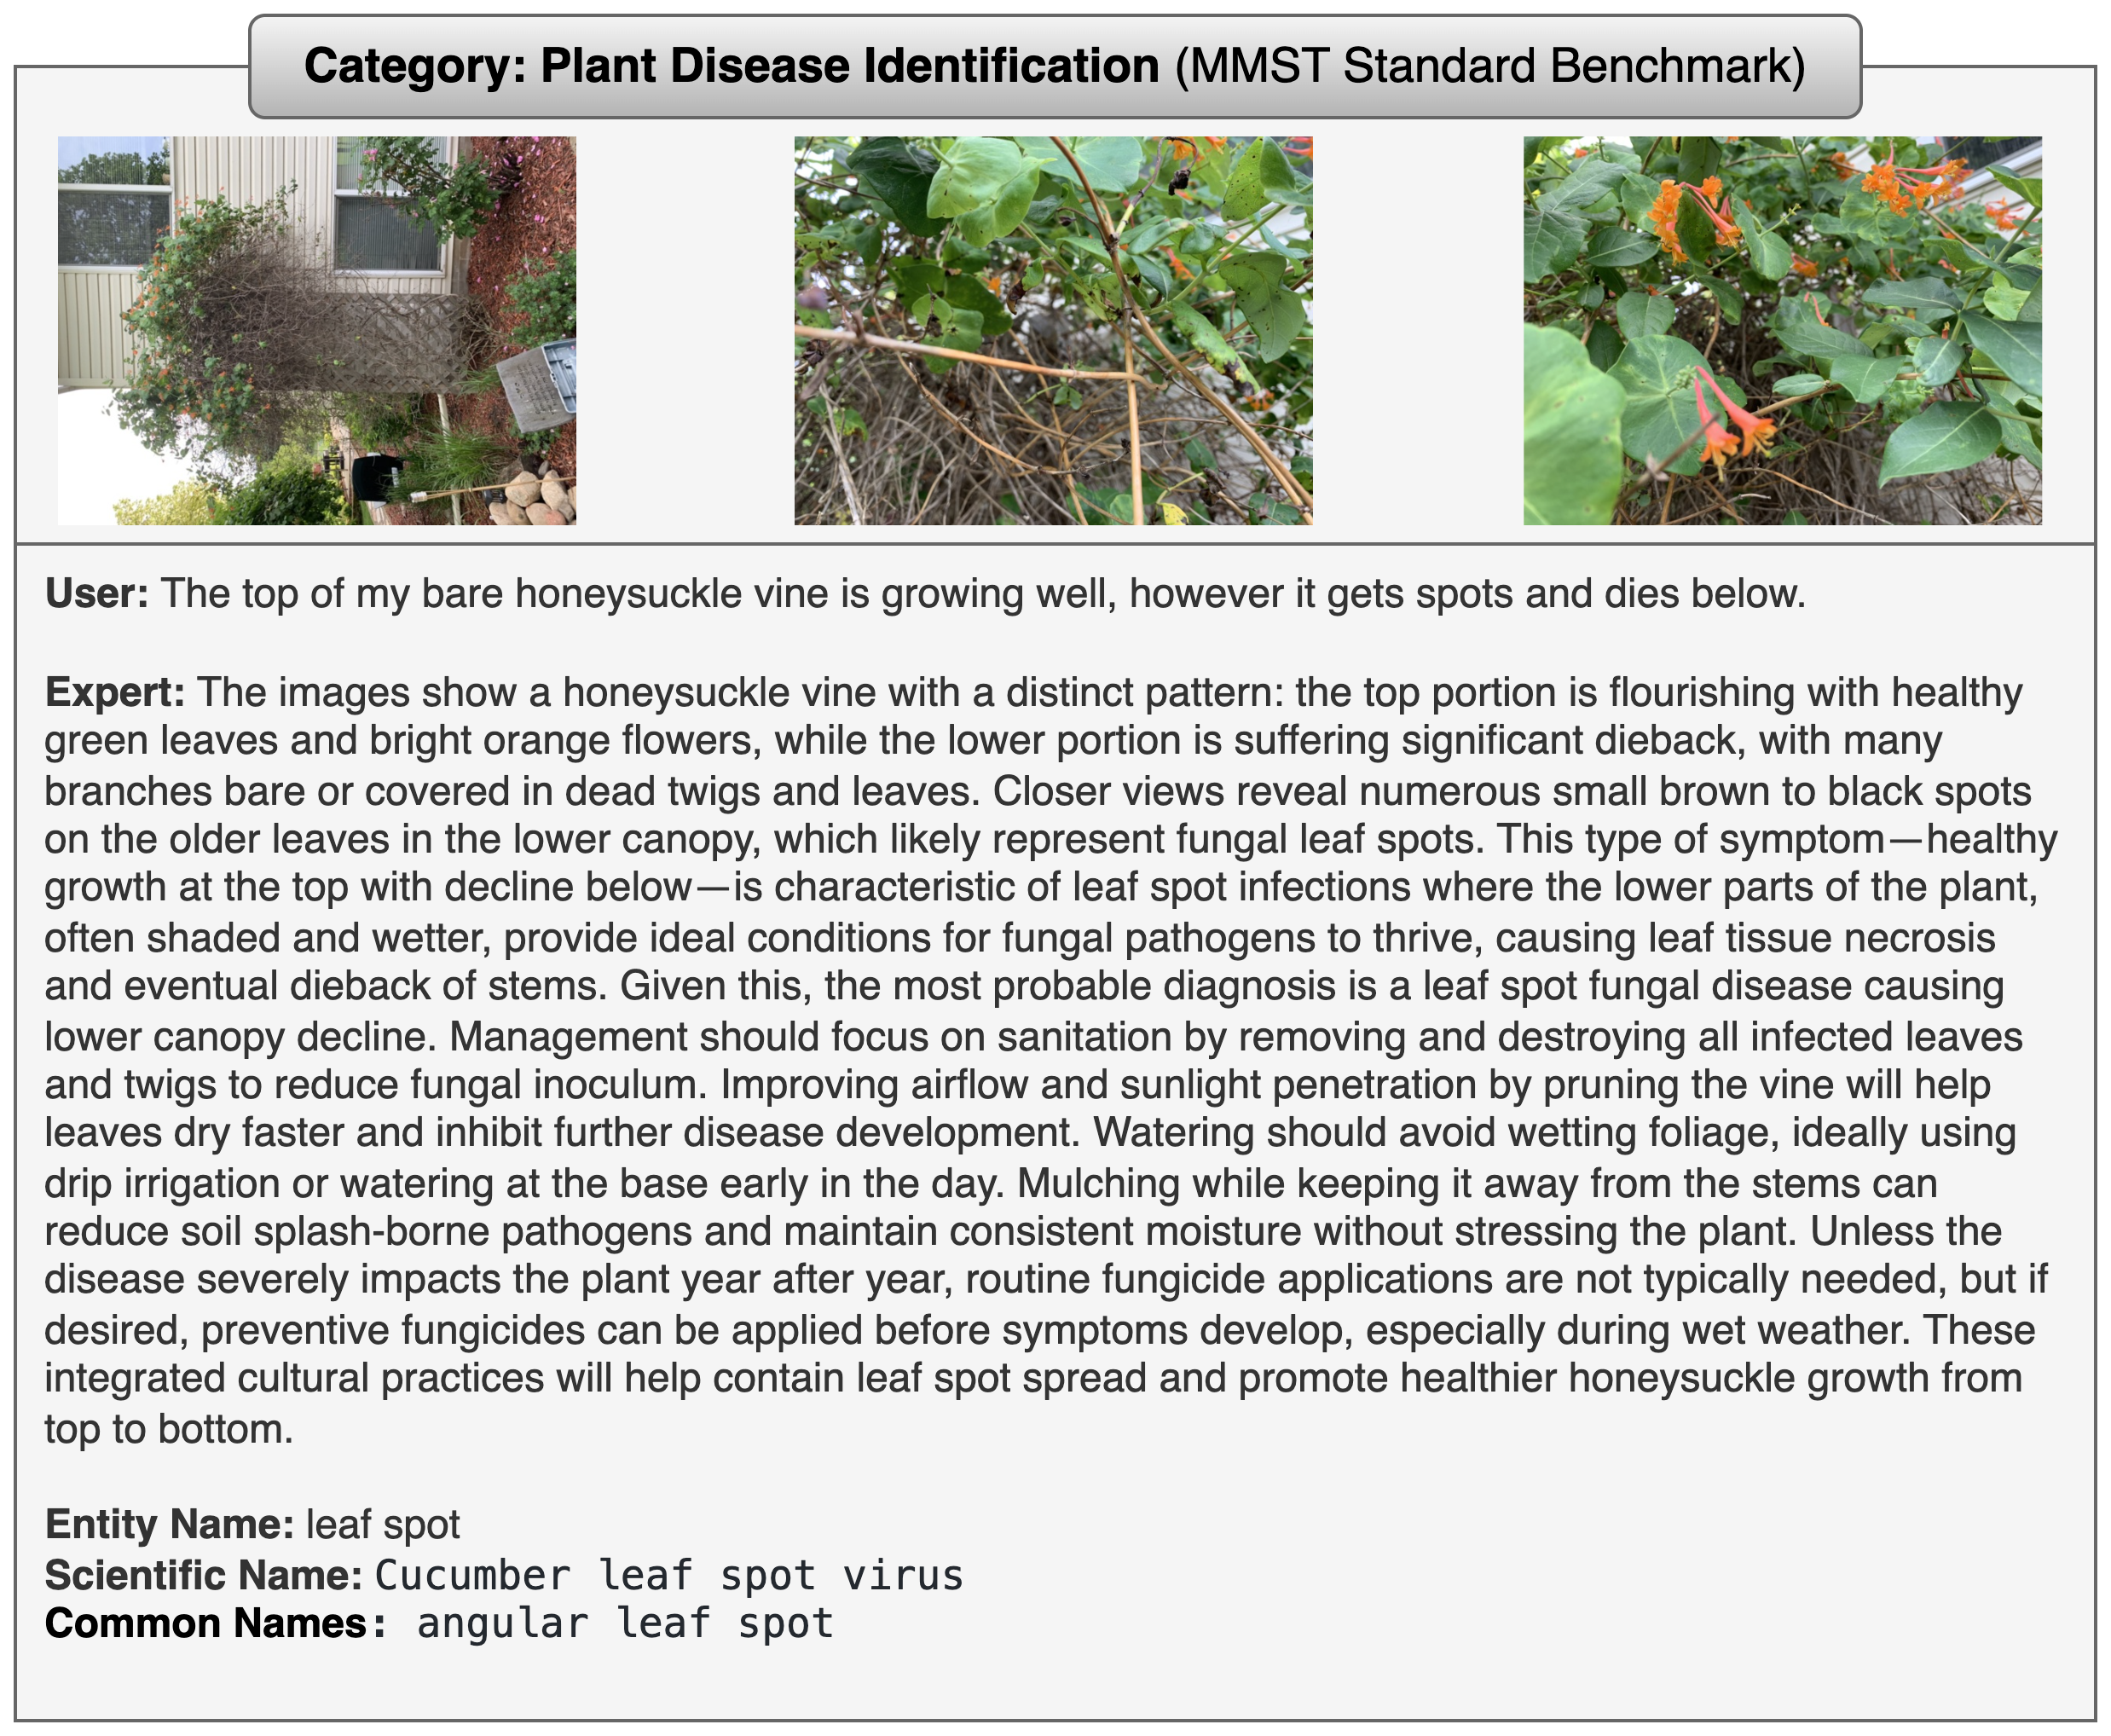 Category: Plant Disease Identification (MMST Standard Benchmark)
User: The top of my bare honeysuckle vine is growing well, however it gets spots and dies below.
Expert: The images show a honeysuckle vine with a distinct pattern: the top portion is flourishing with healthy
green leaves and bright orange flowers, while the lower portion is suffering significant dieback, with many
branches bare or covered in dead twigs and leaves. Closer views reveal numerous small brown to black spots
on the older leaves in the lower canopy, which likely represent fungal leaf spots. This type of symptom—healthy
growth at the top with decline below—is characteristic of leaf spot infections where the lower parts of the plant,
often shaded and wetter, provide ideal conditions for fungal pathogens to thrive, causing leaf tissue necrosis
and eventual dieback of stems. Given this, the most probable diagnosis is a leaf spot fungal disease causing
lower canopy decline. Management should focus on sanitation by removing and destroying all infected leaves
and twigs to reduce fungal inoculum. Improving airflow and sunlight penetration by pruning the vine will help
leaves dry faster and inhibit further disease development. Watering should avoid wetting foliage, ideally using
drip irrigation or watering at the base early in the day. Mulching while keeping it away from the stems can
reduce soil splash-borne pathogens and maintain consistent moisture without stressing the plant. Unless the
disease severely impacts the plant year after year, routine fungicide applications are not typically needed, but if
desired, preventive fungicides can be applied before symptoms develop, especially during wet weather. These
integrated cultural practices will help contain leaf spot spread and promote healthier honeysuckle growth from
top to bottom.
Entity Name: leaf spot
Scientific Name: Cucumber leaf spot virus
Common Names: angular leaf spot